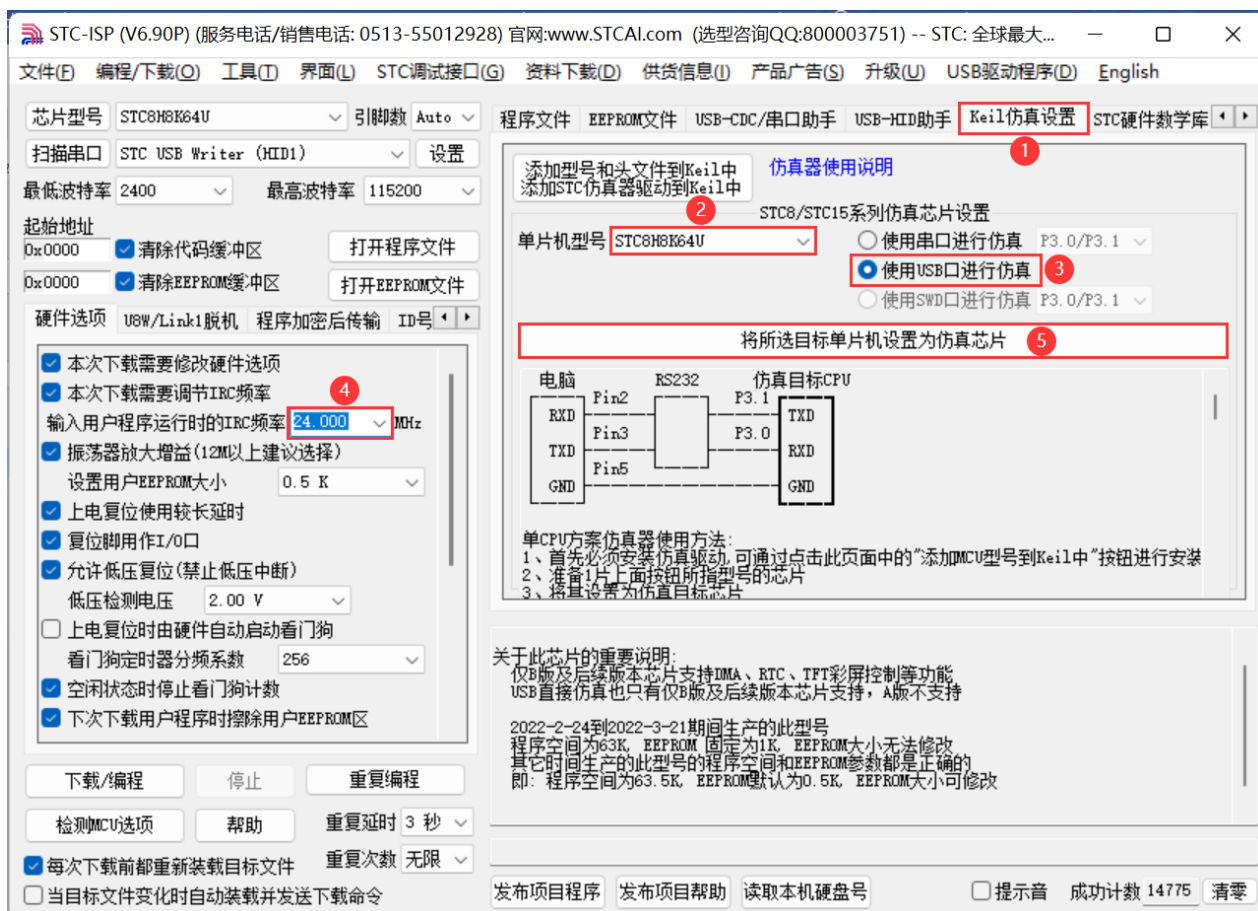 STC-ISP (V6.90P) (服务电话/销售电话: 0513-55012928) 官网:www.STCAI.com (选型咨询QQ:800003751) -- STC: 全球最大...
文件(F) 编程/下载(O) 工具(T) 界面(L) STC调试接口(G) 资料下载(D) 供货信息(I) 产品广告(S) 升级(U) USB驱动程序(D) English
芯片型号 STC8H8K64U 引脚数 Auto
扫描串口 STC USB Writer (HID1) 设置
最低波特率 2400 最高波特率 115200
起始地址
0x0000 清除代码缓冲区 打开程序文件
0x0000 清除EEPROM缓冲区 打开EEPROM文件
硬件选项 U8W/Link1脱机 程序加密后传输 ID号
本次下载需要修改硬件选项
本次下载需要调节IRC频率
4
输入用户程序运行时的IRC频率 24.000 MHz
振荡器放大增益(12M以上建议选择)
设置用户EEPROM大小 0.5 K
上电复位使用较长延时
复位脚用作I/O口
允许低压复位(禁止低压中断)
低压检测电压 2.00 V
上电复位时由硬件自动启动看门狗
看门狗定时器分频系数 256
空闲状态时停止看门狗计数
下次下载用户程序时擦除用户EEPROM区
下载/编程 停止 重复编程
检测MCU选项 帮助 重复延时 3 秒
每次下载前都重新装载目标文件 重复次数 无限
当目标文件变化时自动装载并发送下载命令
程序文件 EEPROM文件 USB-CDC/串口助手 USB-HID助手 Keil仿真设置 STC硬件数学库
1
添加型号和头文件到Keil中
添加STC仿真器驱动到Keil中
仿真器使用说明
2
STC8/STC15系列仿真芯片设置
单片机型号 STC8H8K64U 使用串口进行仿真 P3.0/P3.1
使用USB口进行仿真 3
使用SWD口进行仿真 P3.0/P3.1
将所选目标单片机设置为仿真芯片 5
电脑 RS232 仿真目标CPU
Pin2 P3.1
RXD TXD
Pin3 P3.0
TXD RXD
Pin5
GND GND
单CPU方案仿真器使用方法:
1、首先必须安装仿真驱动,可通过点击此页面中的"添加MCU型号到Keil中"按钮进行安装
2、准备1片上面按钮所指型号的芯片
3、将其设置为仿真目标芯片
关于此芯片的重要说明:
仅B版及后续版本芯片支持DMA、RTC、TFT彩屏控制等功能
USB直接仿真也只有仅B版及后续版本芯片支持，A版不支持
2022-2-24到2022-3-21期间生产的此型号
程序空间为63K, EEPROM 固定为1K, EEPROM大小无法修改
其它时间生产的此型号的程序空间和EEPROM参数都是正确的
即: 程序空间为63.5K, EEPROM默认为0.5K, EEPROM大小可修改
发布项目程序 发布项目帮助 读取本机硬盘号 提示音 成功计数 14775 清零